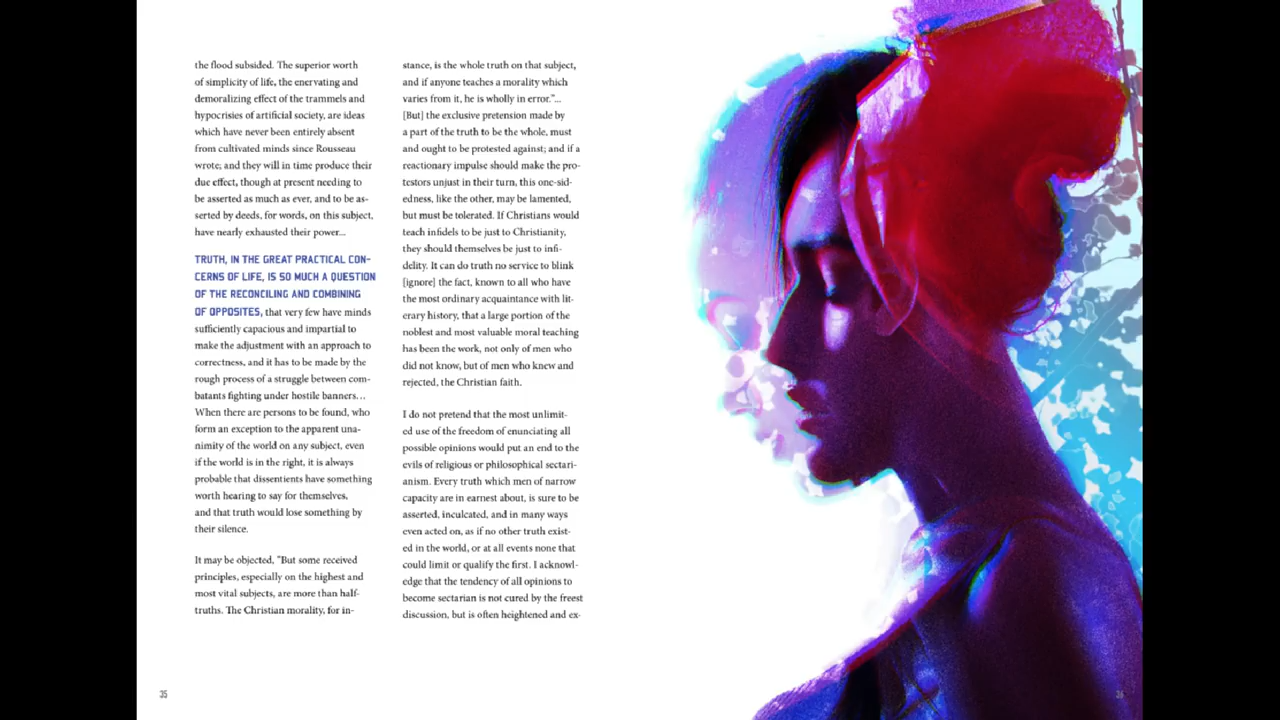 the flood subsided. The superior worth
of simplicity of life, the enervating and
demoralizing effect of the trammels and
hypocrisies of artificial society, are ideas
which have never been entirely absent
from cultivated minds since Rousseau
wrote; and they will in time produce their
due effect, though at present needing to
be asserted as much as ever, and to be as-
serted by deeds, for words, on this subject,
have nearly exhausted their power...
TRUTH, IN THE GREAT PRACTICAL CON-
CERNS OF LIFE, IS SO MUCH A QUESTION
OF THE RECONCILING AND COMBINING
OF OPPOSITES, that very few have minds
sufficiently capacious and impartial to
make the adjustment with an approach to
correctness, and it has to be made by the
rough process of a struggle between com-
batants fighting under hostile banners…
When there are persons to be found, who
form an exception to the apparent una-
nimity of the world on any subject, even
if the world is in the right, it is always
probable that dissentients have something
worth hearing to say for themselves,
and that truth would lose something by
their silence.
It may be objected, "But some received
principles, especially on the highest and
most vital subjects, are more than half-
truths. The Christian morality, for in-
stance, is the whole truth on that subject,
and if anyone teaches a morality which
varies from it, he is wholly in error."...
[But] the exclusive pretension made by
a part of the truth to be the whole, must
and ought to be protested against; and if a
reactionary impulse should make the pro-
testors unjust in their turn, this one-sid-
edness, like the other, may be lamented,
but must be tolerated. If Christians would
teach infidels to be just to Christianity,
they should themselves be just to infi-
delity. It can do truth no service to blink
[ignore] the fact, known to all who have
the most ordinary acquaintance with lit-
erary history, that a large portion of the
noblest and most valuable moral teaching
has been the work, not only of men who
did not know, but of men who knew and
rejected, the Christian faith.
I do not pretend that the most unlimit-
ed use of the freedom of enunciating all
possible opinions would put an end to the
evils of religious or philosophical sectari-
anism. Every truth which men of narrow
capacity are in earnest about, is sure to be
asserted, inculcated, and in many ways
even acted on, as if no other truth exist-
ed in the world, or at all events none that
could limit or qualify the first. I acknowl-
edge that the tendency of all opinions to
become sectarian is not cured by the freest
discussion, but is often heightened and ex-
35
36